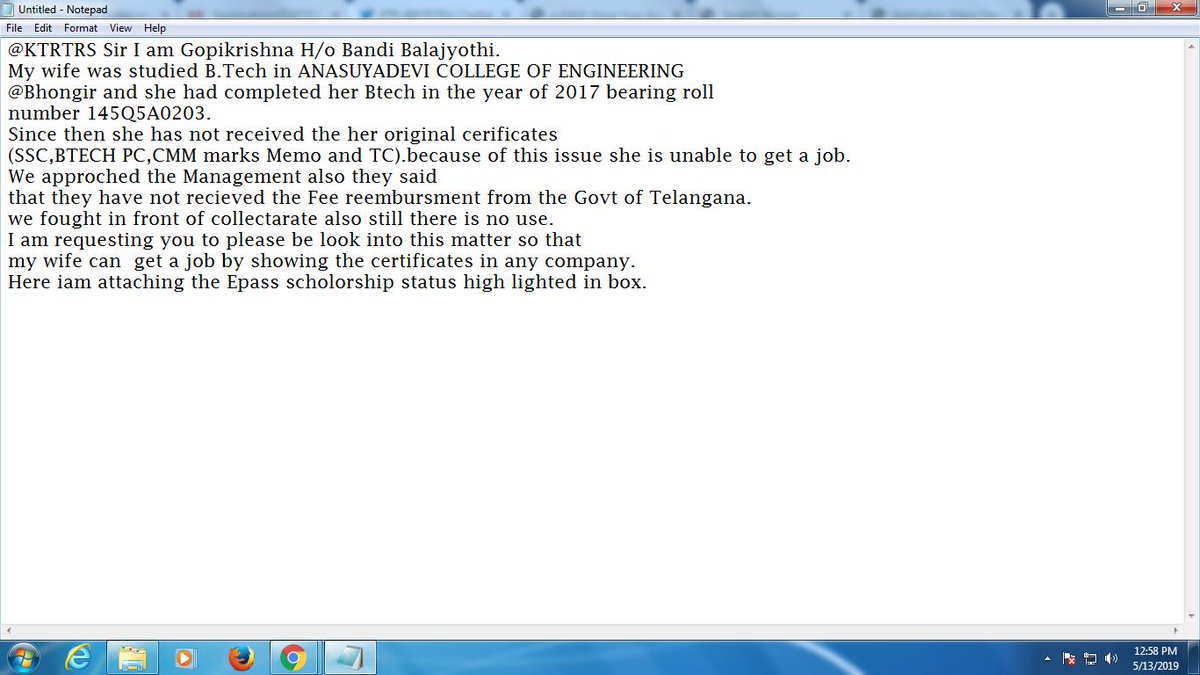 Untitled - Notepad
File Edit Format View Help
@KTRTRS Sir I am Gopikrishna H/o Bandi Balajyothi.
My wife was studied B.Tech in ANASUYADEVI COLLEGE OF ENGINEERING
@Bhongir and she had completed her Btech in the year of 2017 bearing roll
number 145Q5A0203.
Since then she has not received the her original cerificates
(SSC,BTECH PC,CMM marks Memo and TC).because of this issue she is unable to get a job.
We approched the Management also they said
that they have not recieved the Fee reembursment from the Govt of Telangana.
we fought in front of collectarate also still there is no use.
I am requesting you to please be look into this matter so that
my wife can  get a job by showing the certificates in any company.
Here iam attaching the Epass scholorship status high lighted in box.
12:58 PM
5/13/2019